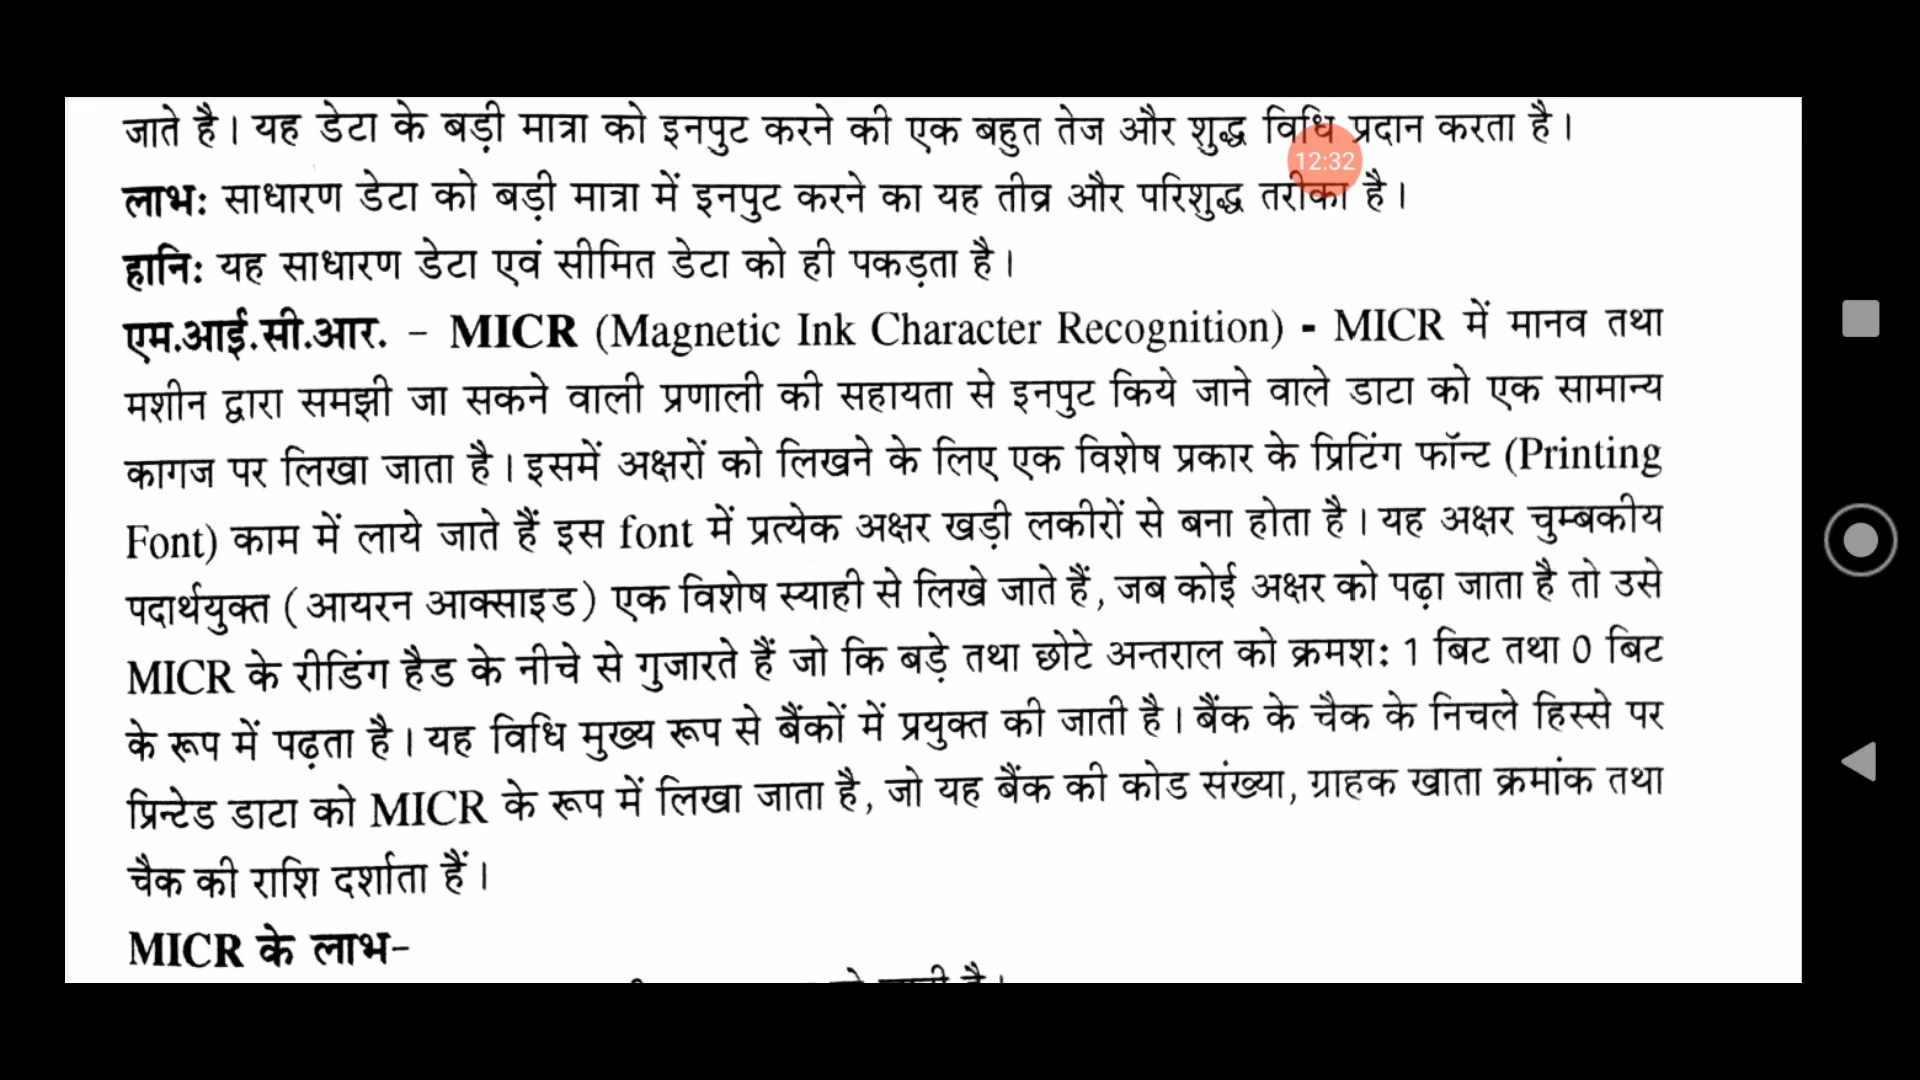 जाते है। यह डेटा के बड़ी मात्रा को इनपुट करने की एक बहुत तेज और शुद्ध विधि प्रदान करता है।
12:32
लाभ: साधारण डेटा को बड़ी मात्रा में इनपुट करने का यह तीव्र और परिशुद्ध तरीका है।
हानि: यह साधारण डेटा एवं सीमित डेटा को ही पकड़ता है।
एम.आई.सी.आर. – MICR (Magnetic Ink Character Recognition) - MICR में मानव तथा
मशीन द्वारा समझी जा सकने वाली प्रणाली की सहायता से इनपुट किये जाने वाले डाटा को एक सामान्य
कागज पर लिखा जाता है। इसमें अक्षरों को लिखने के लिए एक विशेष प्रकार के प्रिटिंग फॉन्ट (Printing
Font) काम में लाये जाते हैं इस font में प्रत्येक अक्षर खड़ी लकीरों से बना होता है। यह अक्षर चुम्बकीय
पदार्थयुक्त (आयरन आक्साइड) एक विशेष स्याही से लिखे जाते हैं, जब कोई अक्षर को पढ़ा जाता है तो उसे
MICR के रीडिंग हैड के नीचे से गुजारते हैं जो कि बड़े तथा छोटे अन्तराल को क्रमश: 1 बिट तथा 0 बिट
के रूप में पढ़ता है। यह विधि मुख्य रूप से बैंकों में प्रयुक्त की जाती है। बैंक के चैक के निचले हिस्से पर
प्रिन्टेड डाटा को MICR के रूप में लिखा जाता है, जो यह बैंक की कोड संख्या, ग्राहक खाता क्रमांक तथा
चैक की राशि दर्शाता हैं।
MICR के लाभ-